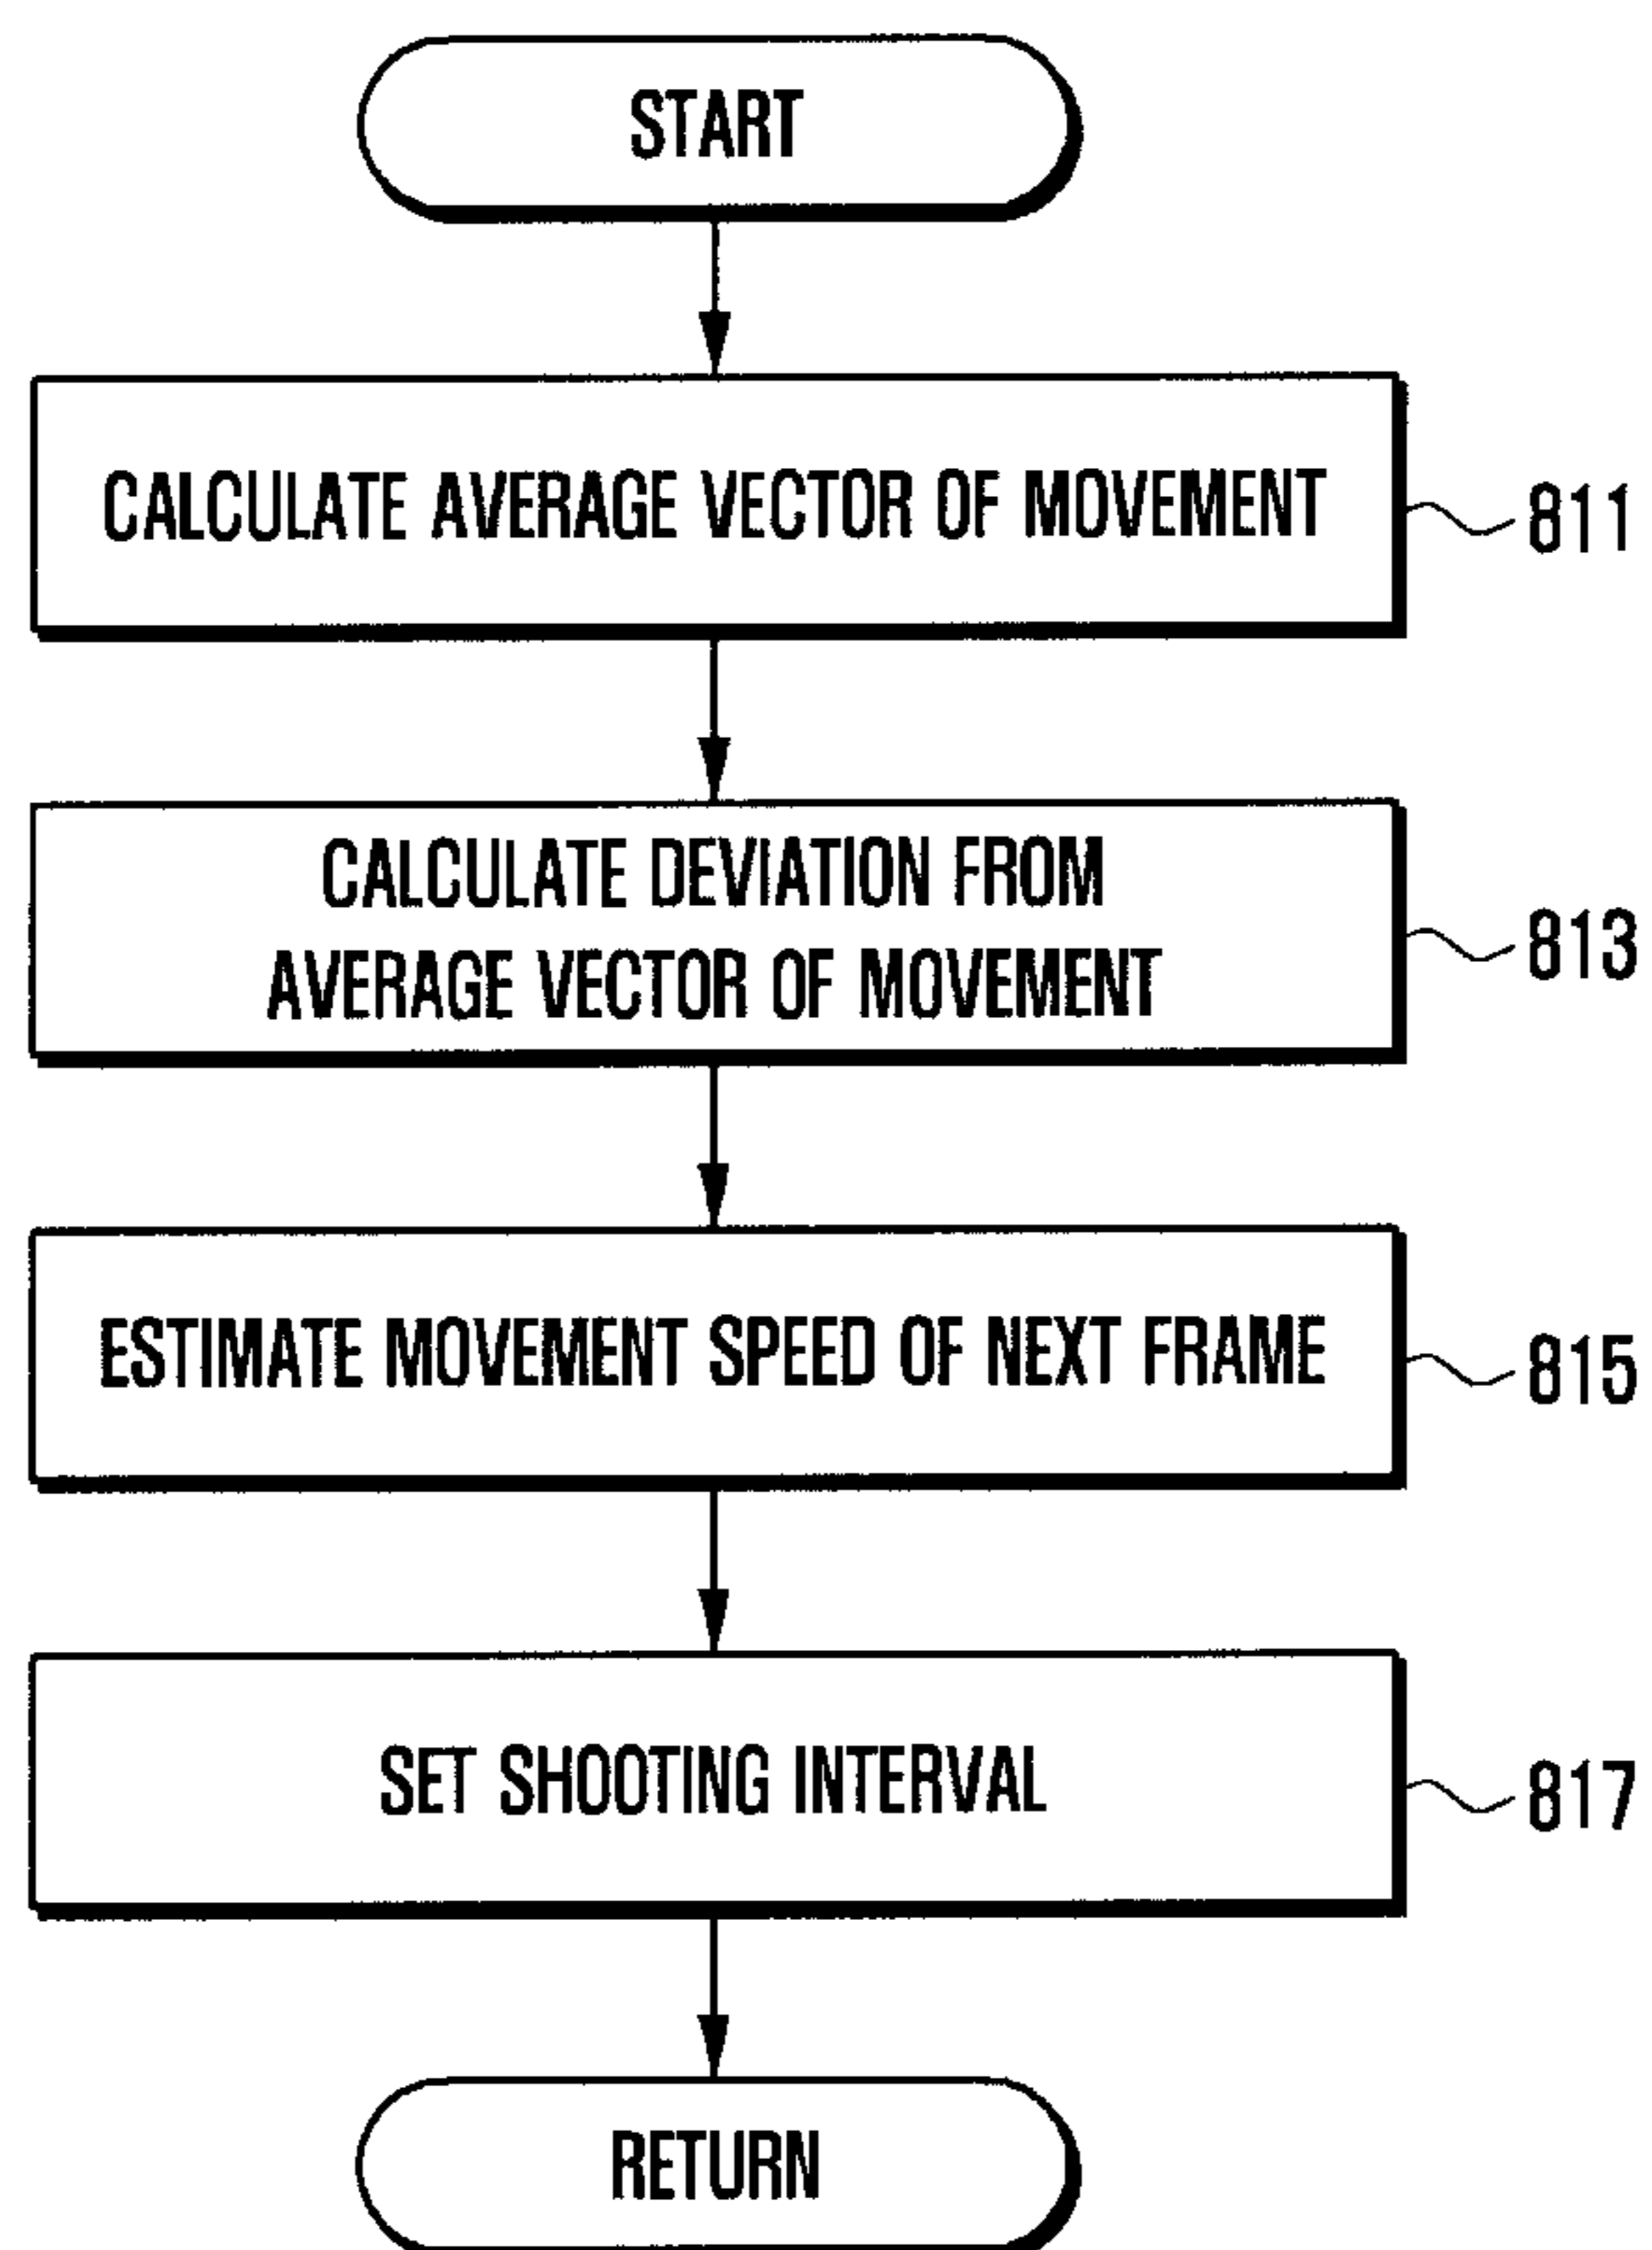 START
CALCULATE AVERAGE VECTOR OF MOVEMENT
811
CALCULATE DEVIATION FROM
AVERAGE VECTOR OF MOVEMENT
813
ESTIMATE MOVEMENT SPEED OF NEXT FRAME
815
SET SHOOTING INTERVAL
817
RETURN